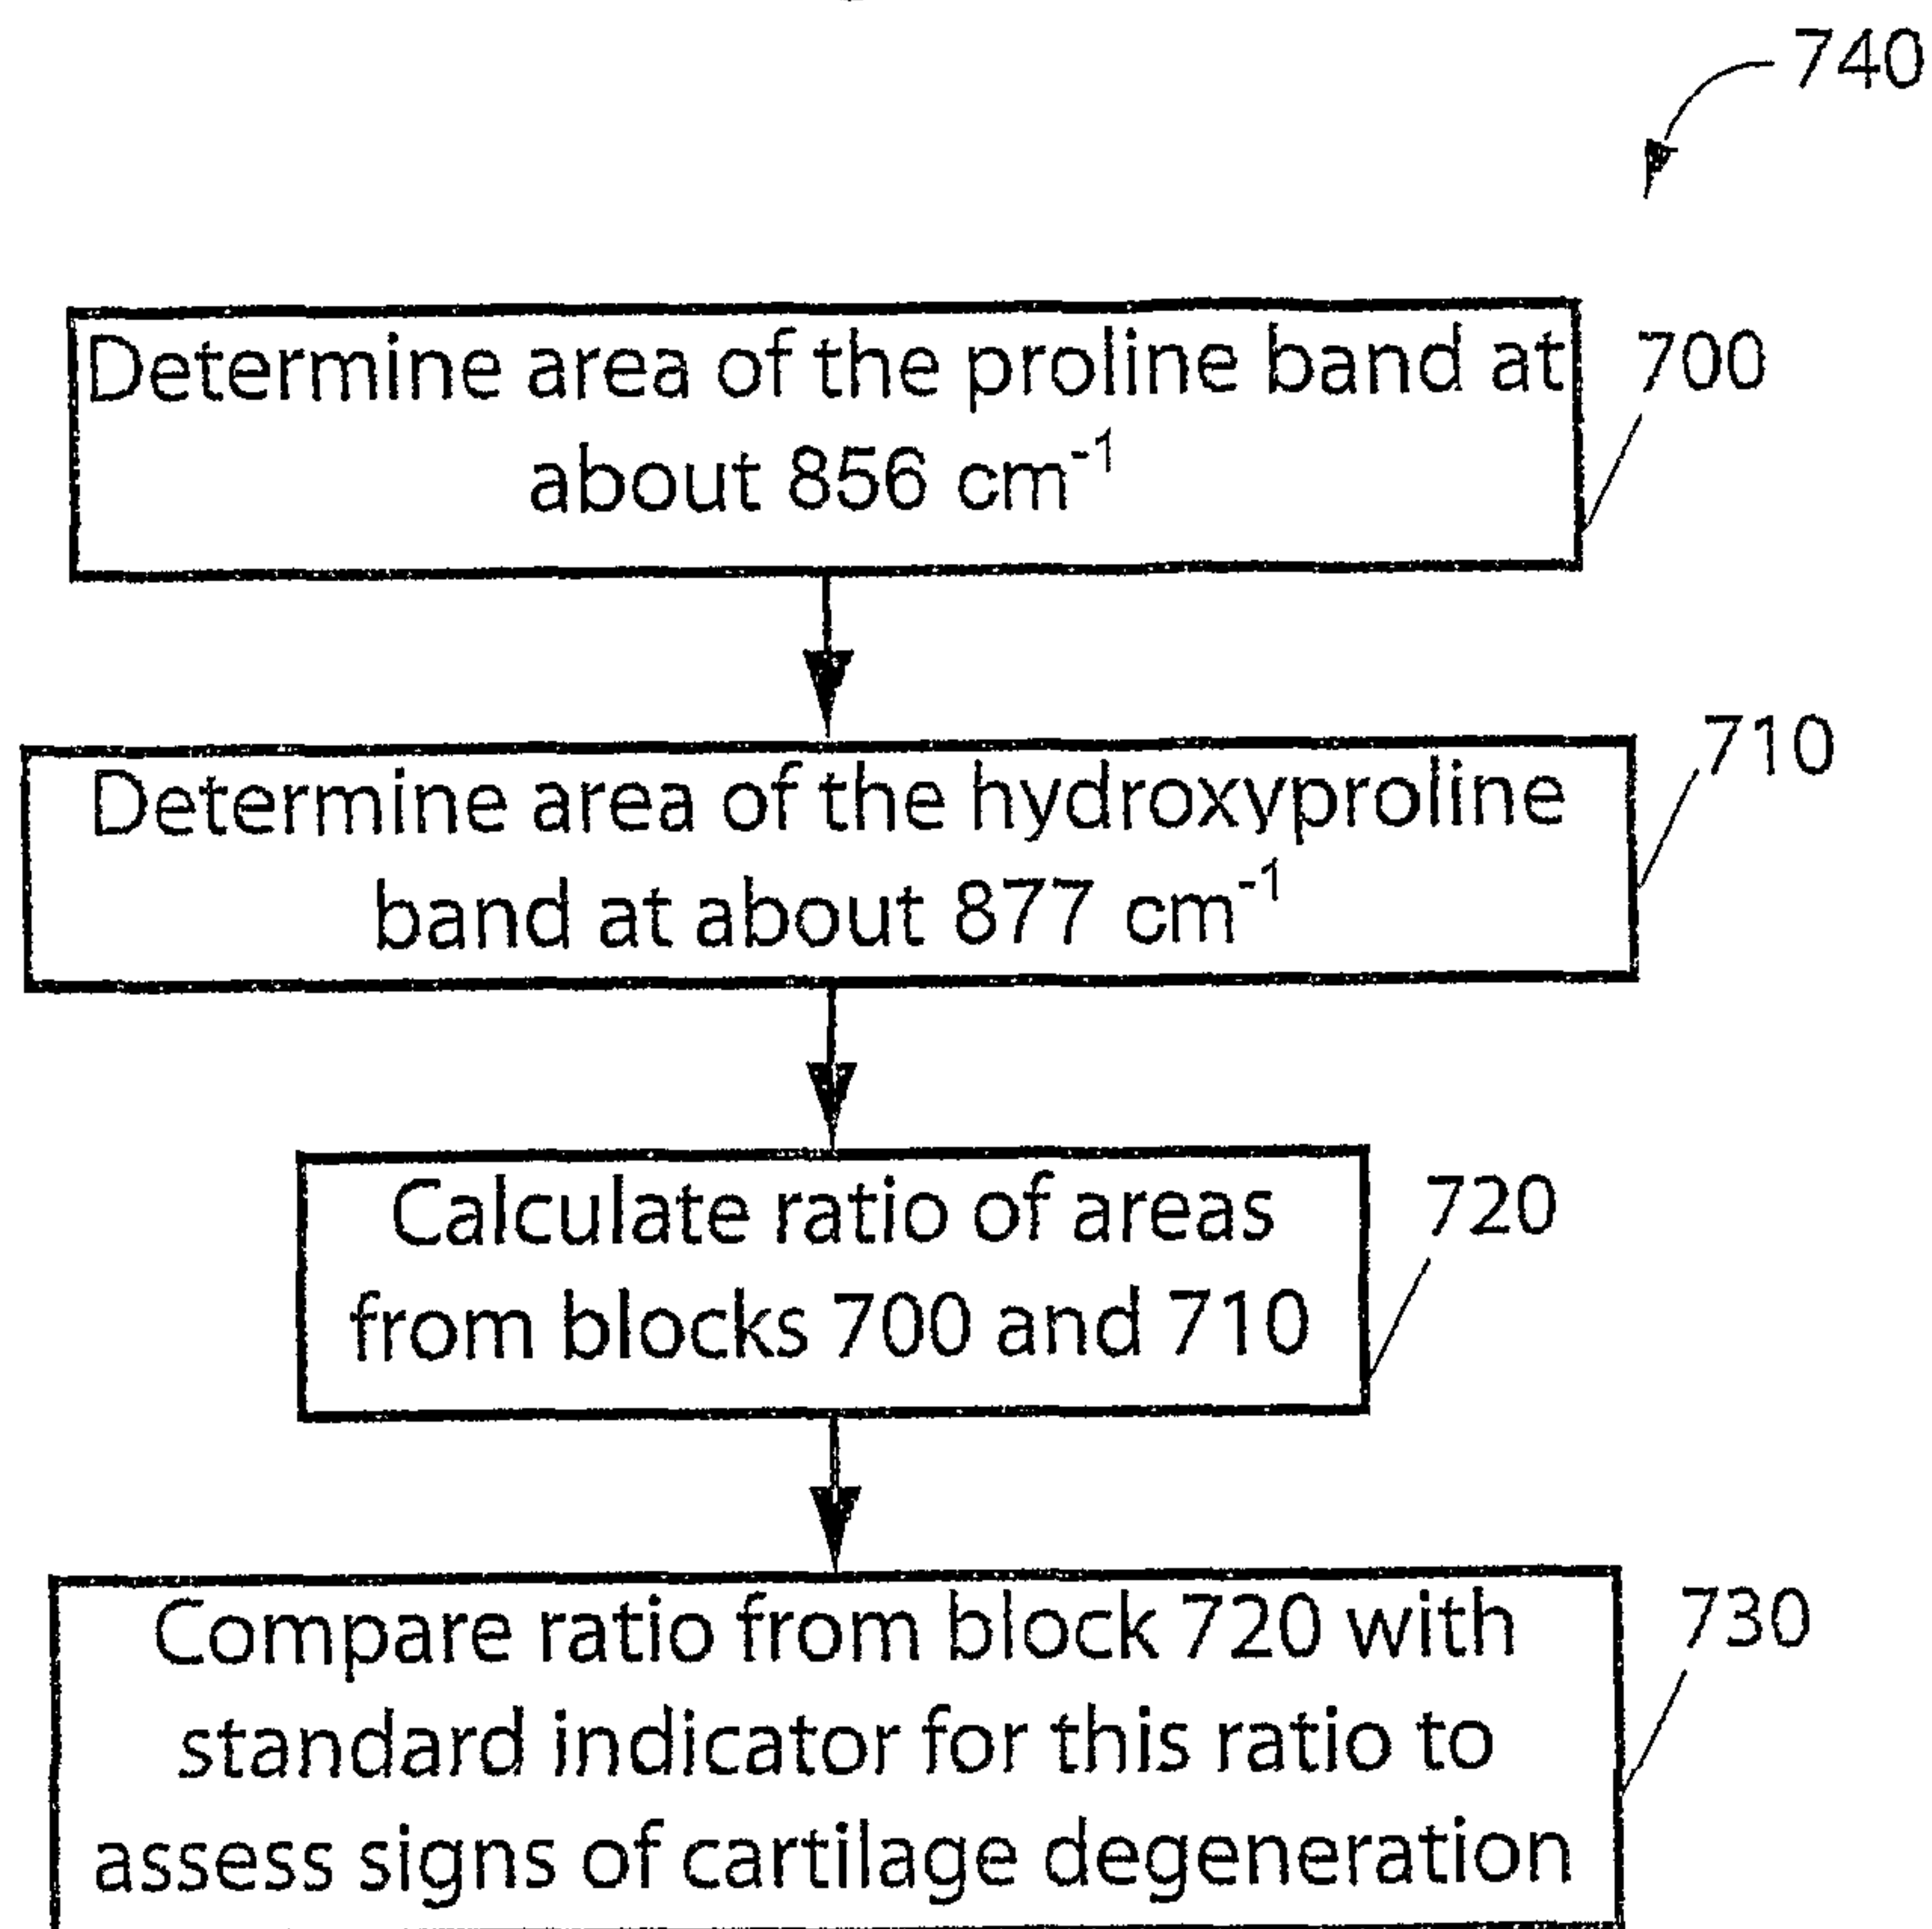 740
Determine area of the proline band at
about 856 cm⁻¹
700
Determine area of the hydroxyproline
band at about 877 cm⁻¹
710
Calculate ratio of areas
from blocks 700 and 710
720
Compare ratio from block 720 with
standard indicator for this ratio to
assess signs of cartilage degeneration
730